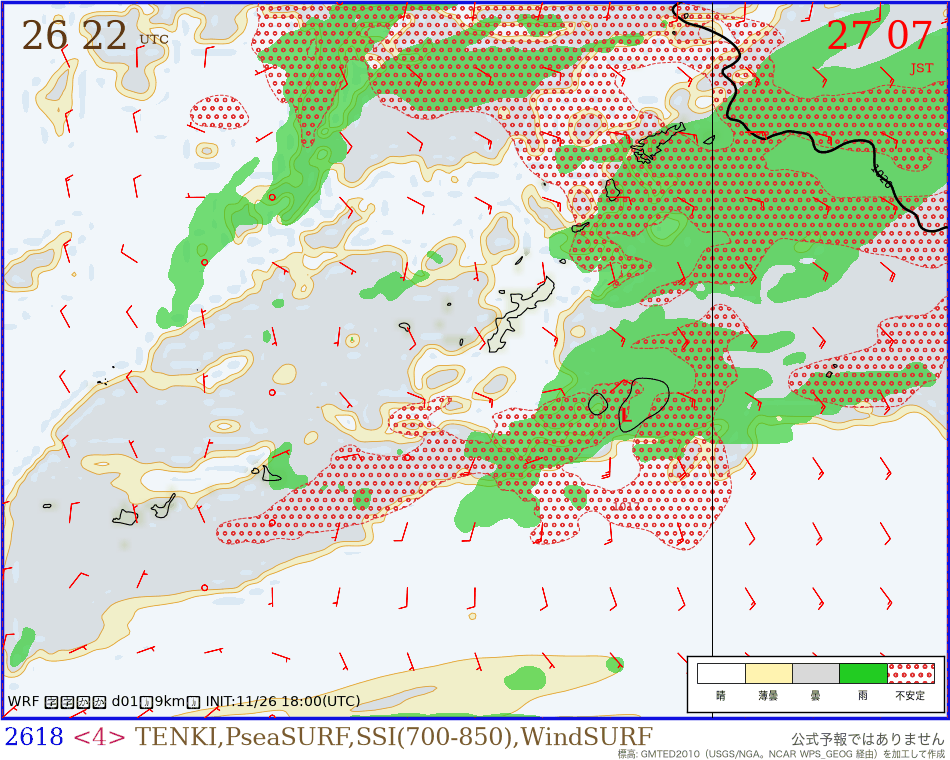 26 22 UTC
27 07
JST
L
晴 薄曇 曇 雨 不安定
WRF d01 9km INIT:11/26 18:00(UTC)
2618 <4> TENKI,PseaSURF,SSI(700-850),WindSURF
公式予報ではありません
標高: GMTED2010（USGS/NGA。NCAR WPS_GEOG 経由）を加工して作成